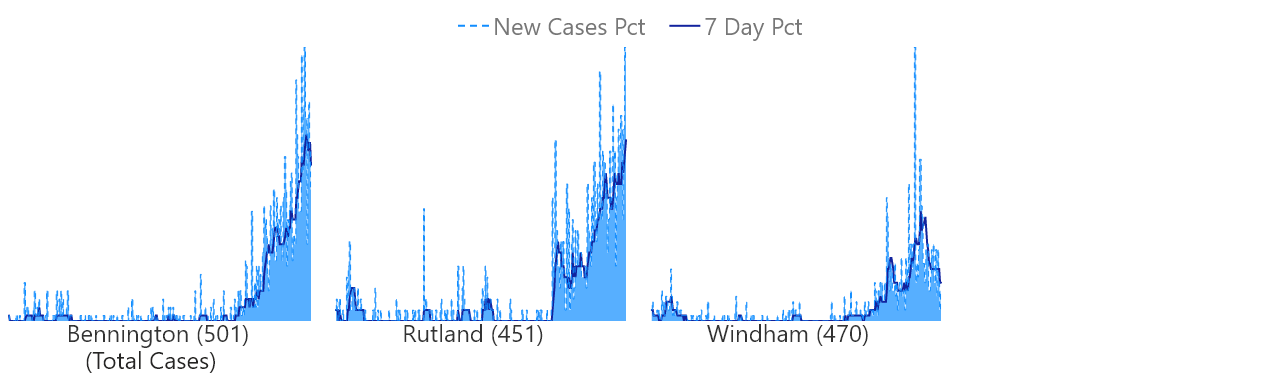 New Cases Pct 7 Day Pct
Bennington (501) Rutland (451) Windham (470)
(Total Cases)